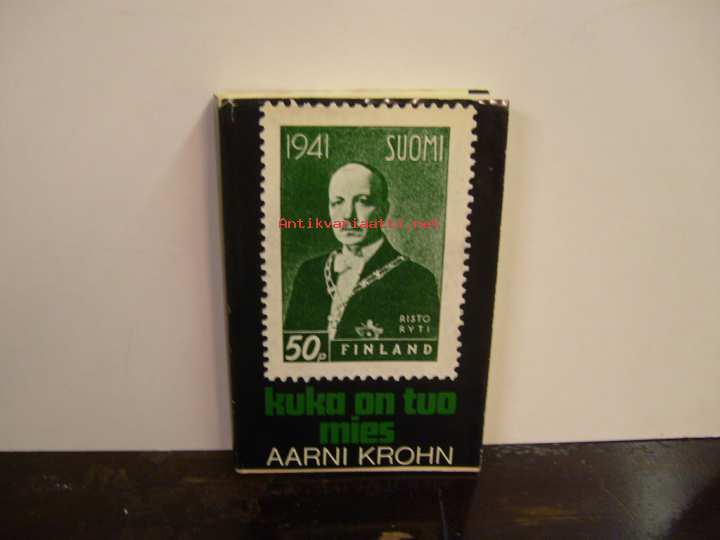 1941 SUOMI
Antikvariaatit.net
RISTO
RYTI
50p FINLAND
kuka on tuo
mies
AARNI KROHN